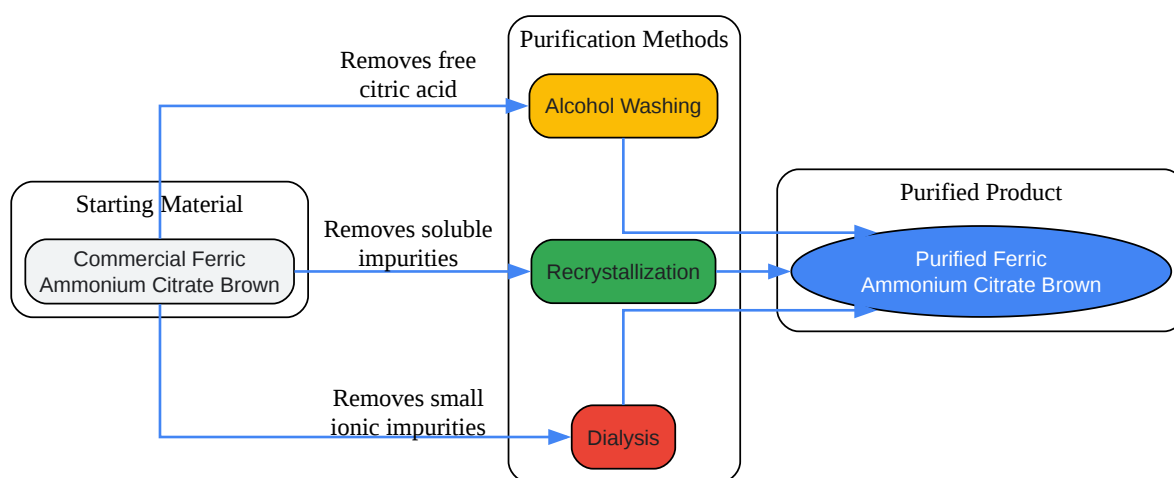 Purification Methods
Removes free
citric acid
Alcohol Washing
Starting Material
Commercial Ferric
Ammonium Citrate Brown
Removes soluble
impurities
Recrystallization
Purified Product
Purified Ferric
Ammonium Citrate Brown
Removes small
ionic impurities
Dialysis